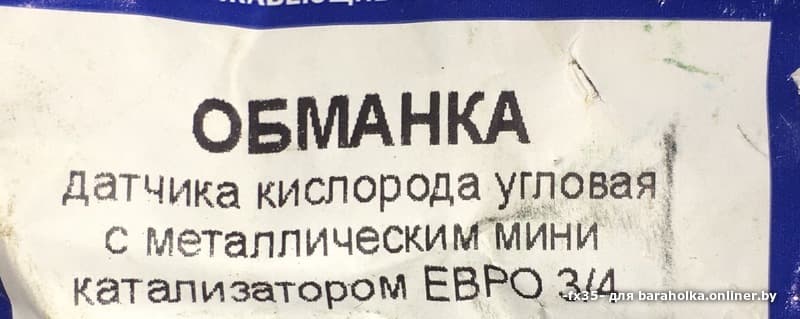 ОБМАНКА
датчика кислорода угловая
с металлическим мини
катализатором ЕВРО 3/4
-fx35- для baraholka.onliner.by